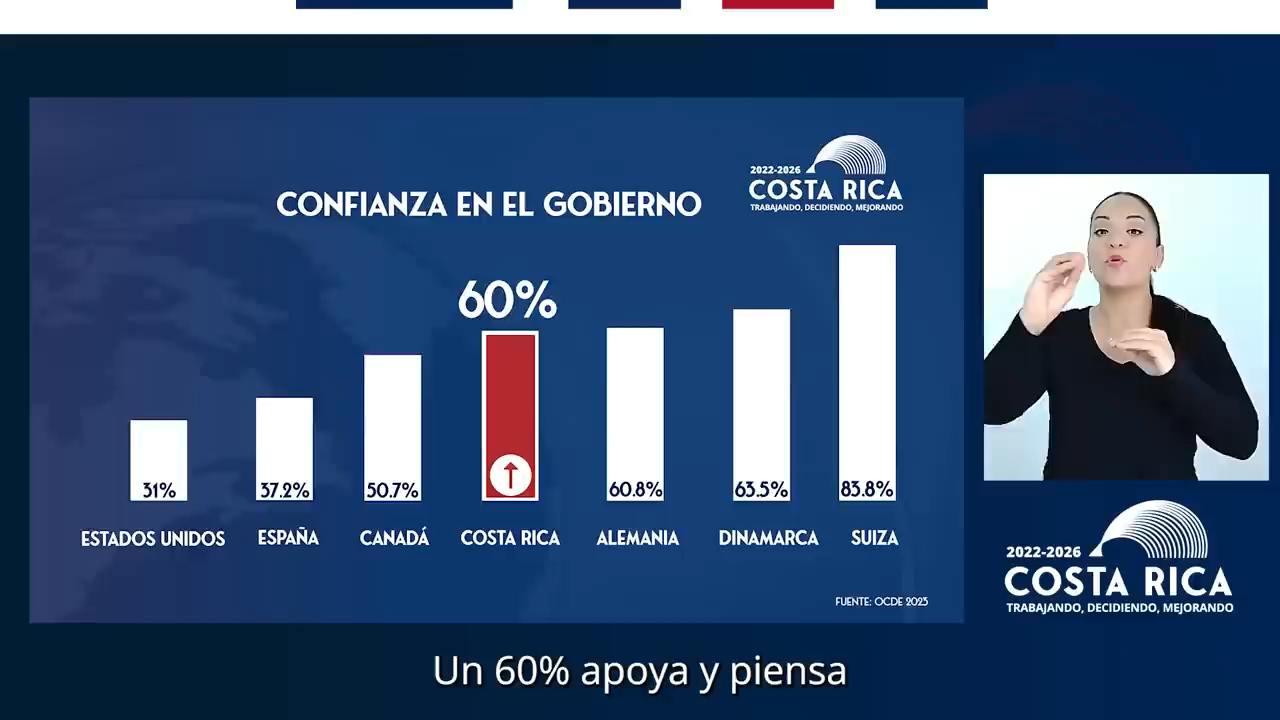 2022-2026
COSTA RICA
TRABAJANDO, DECIDIENDO, MEJORANDO
CONFIANZA EN EL GOBIERNO
60%
31%
37.2%
50.7%
60.8%
63.5%
83.8%
ESTADOS UNIDOS
ESPAÑA
CANADÁ
COSTA RICA
ALEMANIA
DINAMARCA
SUIZA
FUENTE: OCDE 2023
2022-2026
COSTA RICA
TRABAJANDO, DECIDIENDO, MEJORANDO
Un 60% apoya y piensa